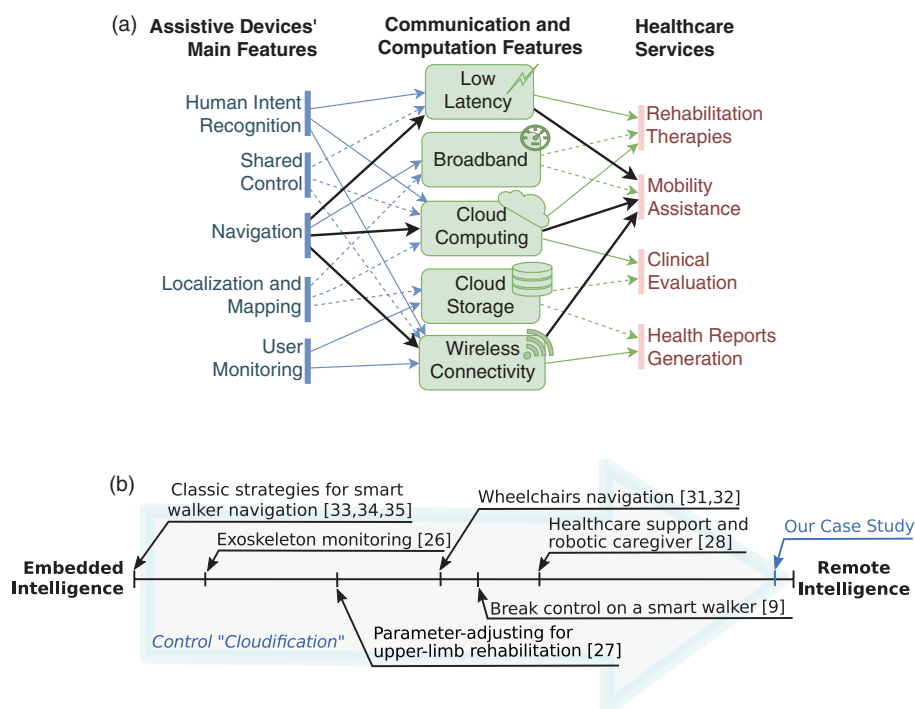 (a)
Assistive Devices'
Main Features
Communication and
Computation Features
Healthcare
Services
Human Intent
Recognition
Shared
Control
Navigation
Localization and
Mapping
User
Monitoring
Low
Latency
Broadband
Cloud
Computing
Cloud
Storage
Wireless
Connectivity
Rehabilitation
Therapies
Mobility
Assistance
Clinical
Evaluation
Health Reports
Generation
(b)
Classic strategies for smart
walker navigation [33,34,35]
Exoskeleton monitoring [26]
Wheelchairs navigation [31,32]
Healthcare support and
robotic caregiver [28]
Our Case Study
Embedded
Intelligence
Remote
Intelligence
Break control on a smart walker [9]
Control "Cloudification"
Parameter-adjusting for
upper-limb rehabilitation [27]